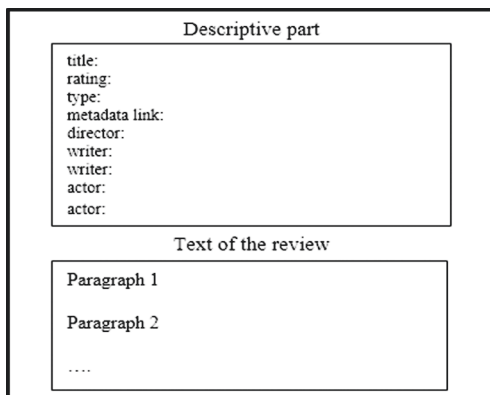 Descriptive part
title:
rating:
type:
metadata link:
director:
writer:
writer:
actor:
actor:
Text of the review
Paragraph 1
Paragraph 2
....